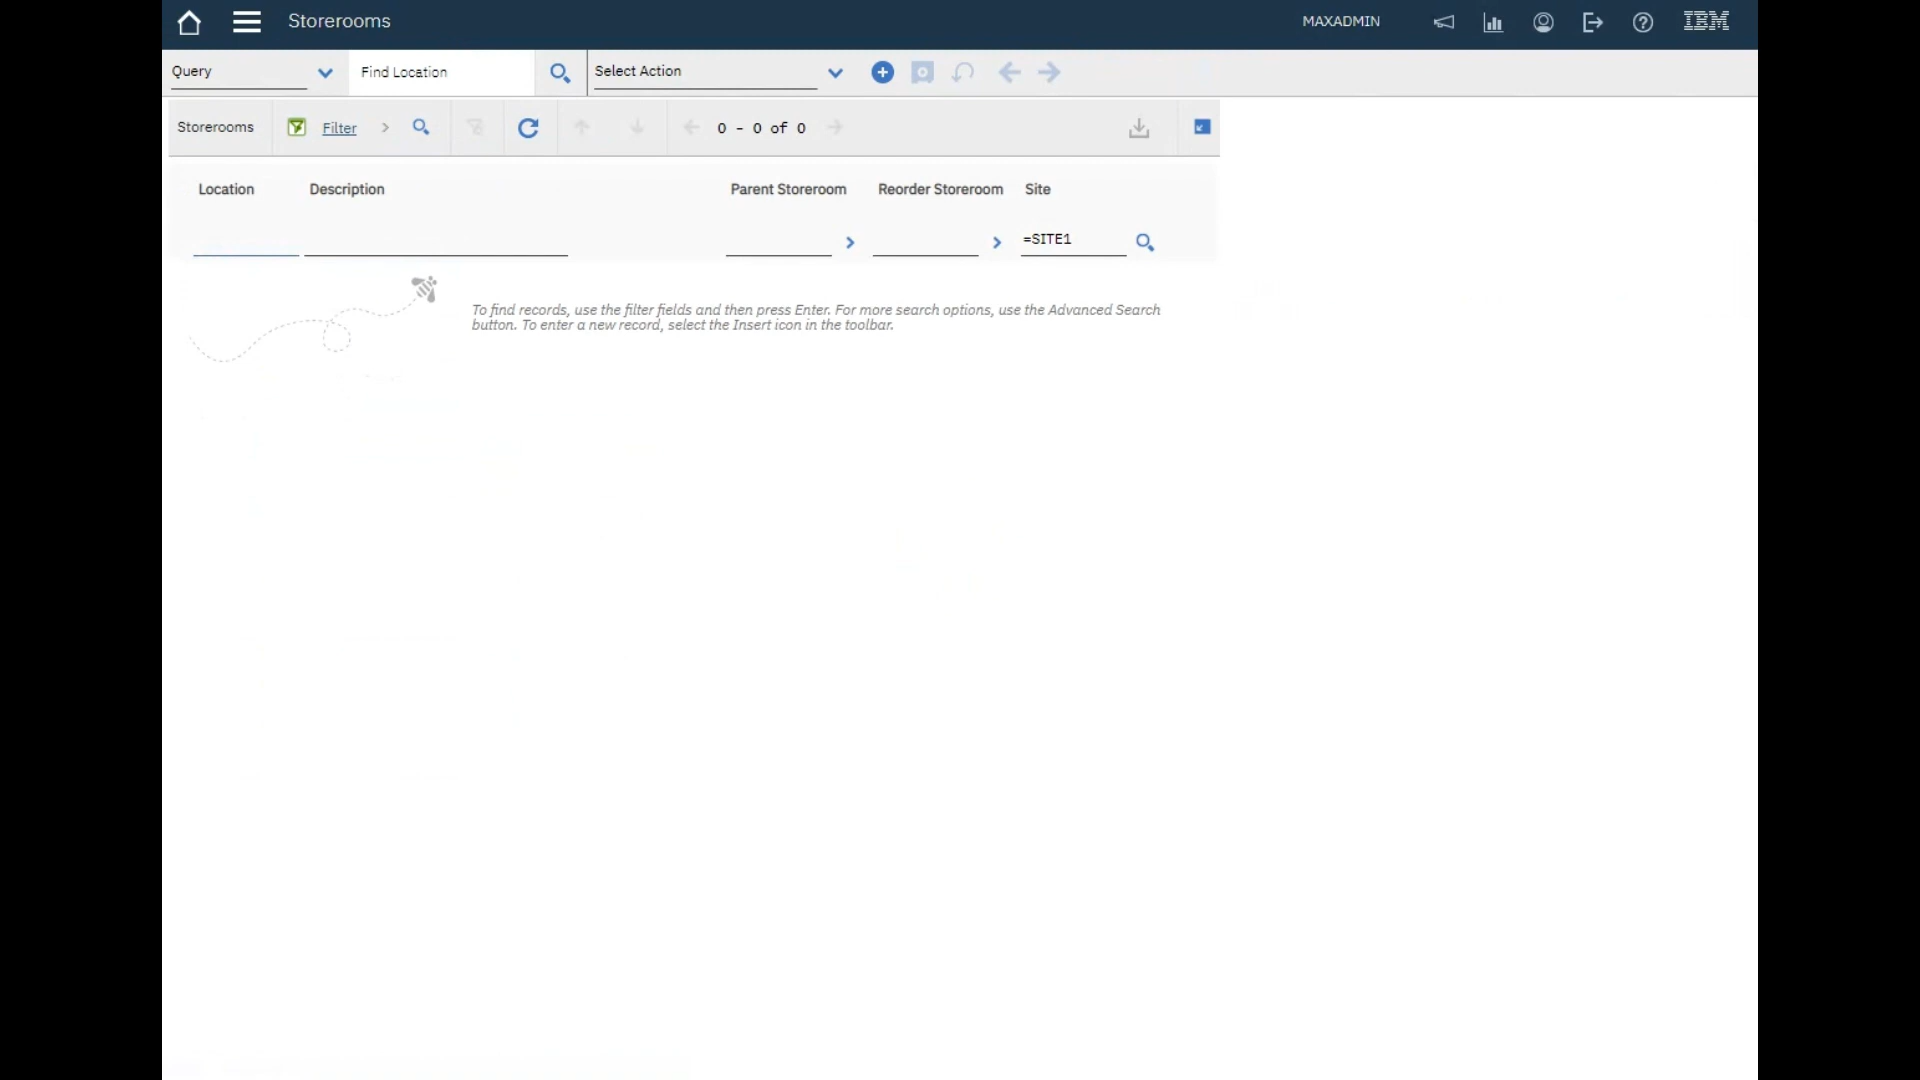 Storerooms
MAXADMIN
IBM
Query
Find Location
Select Action
Storerooms
Filter
0 - 0 of 0
Location
Description
Parent Storeroom
Reorder Storeroom
Site
=SITE1
To find records, use the filter fields and then press Enter. For more search options, use the Advanced Search
button. To enter a new record, select the Insert icon in the toolbar.